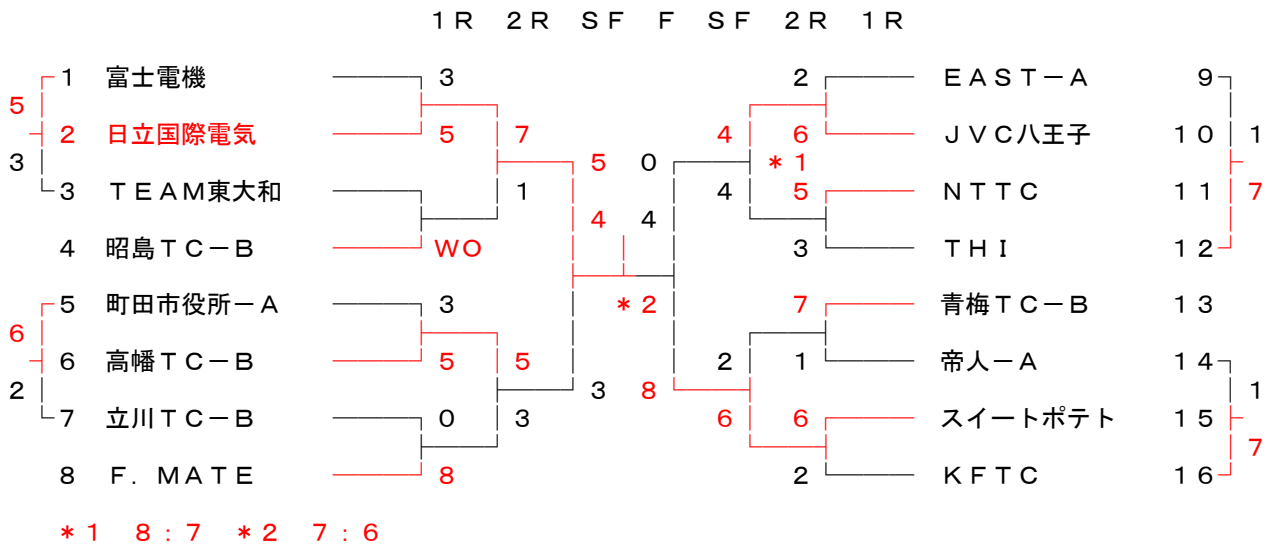 １Ｒ ２Ｒ ＳＦ Ｆ ＳＦ ２Ｒ １Ｒ
１ 富士電機 ３ ２ ＥＡＳＴ－Ａ ９
５
２ 日立国際電気 ５ ７ ４ ６ ＪＶＣ八王子 １０ １
３ ５ ０ ＊１
３ ＴＥＡＭ東大和 １ ４ ５ ＮＴＴＣ １１ ７
４ ４
４ 昭島ＴＣ－Ｂ ＷＯ ３ ＴＨＩ １２
５ 町田市役所－Ａ ３ ＊２ ７ 青梅ＴＣ－Ｂ １３
６
６ 高幡ＴＣ－Ｂ ５ ５ ２ １ 帝人－Ａ １４
２ ３ ８ １
７ 立川ＴＣ－Ｂ ０ ３ ６ ６ スイートポテト １５
７
８ Ｆ．ＭＡＴＥ ８ ２ ＫＦＴＣ １６
＊１ ８：７ ＊２ ７：６